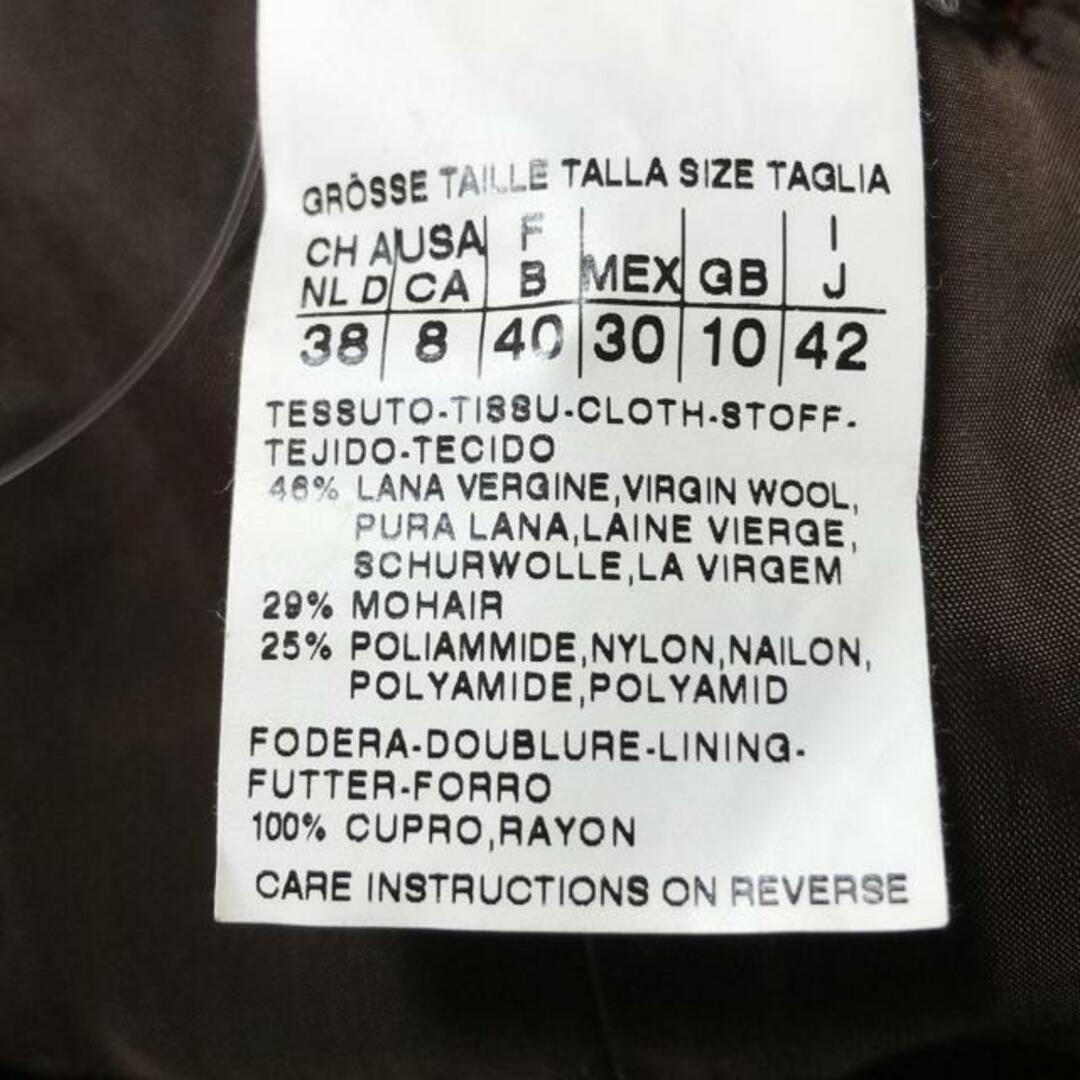 GRÖSSE TAILLE TALLA SIZE TAGLIA
CH A USA F I
NL D CA B MEX GB J
38 8 40 30 10 42
TESSUTO-TISSU-CLOTH-STOFF-
TEJIDO-TECIDO
46% LANA VERGINE,VIRGIN WOOL,
PURA LANA,LAINE VIERGE,
SCHURWOLLE,LA VIRGEM
29% MOHAIR
25% POLIAMMIDE,NYLON,NAILON,
POLYAMIDE,POLYAMID
FODERA-DOUBLURE-LINING-
FUTTER-FORRO
100% CUPRO,RAYON
CARE INSTRUCTIONS ON REVERSE